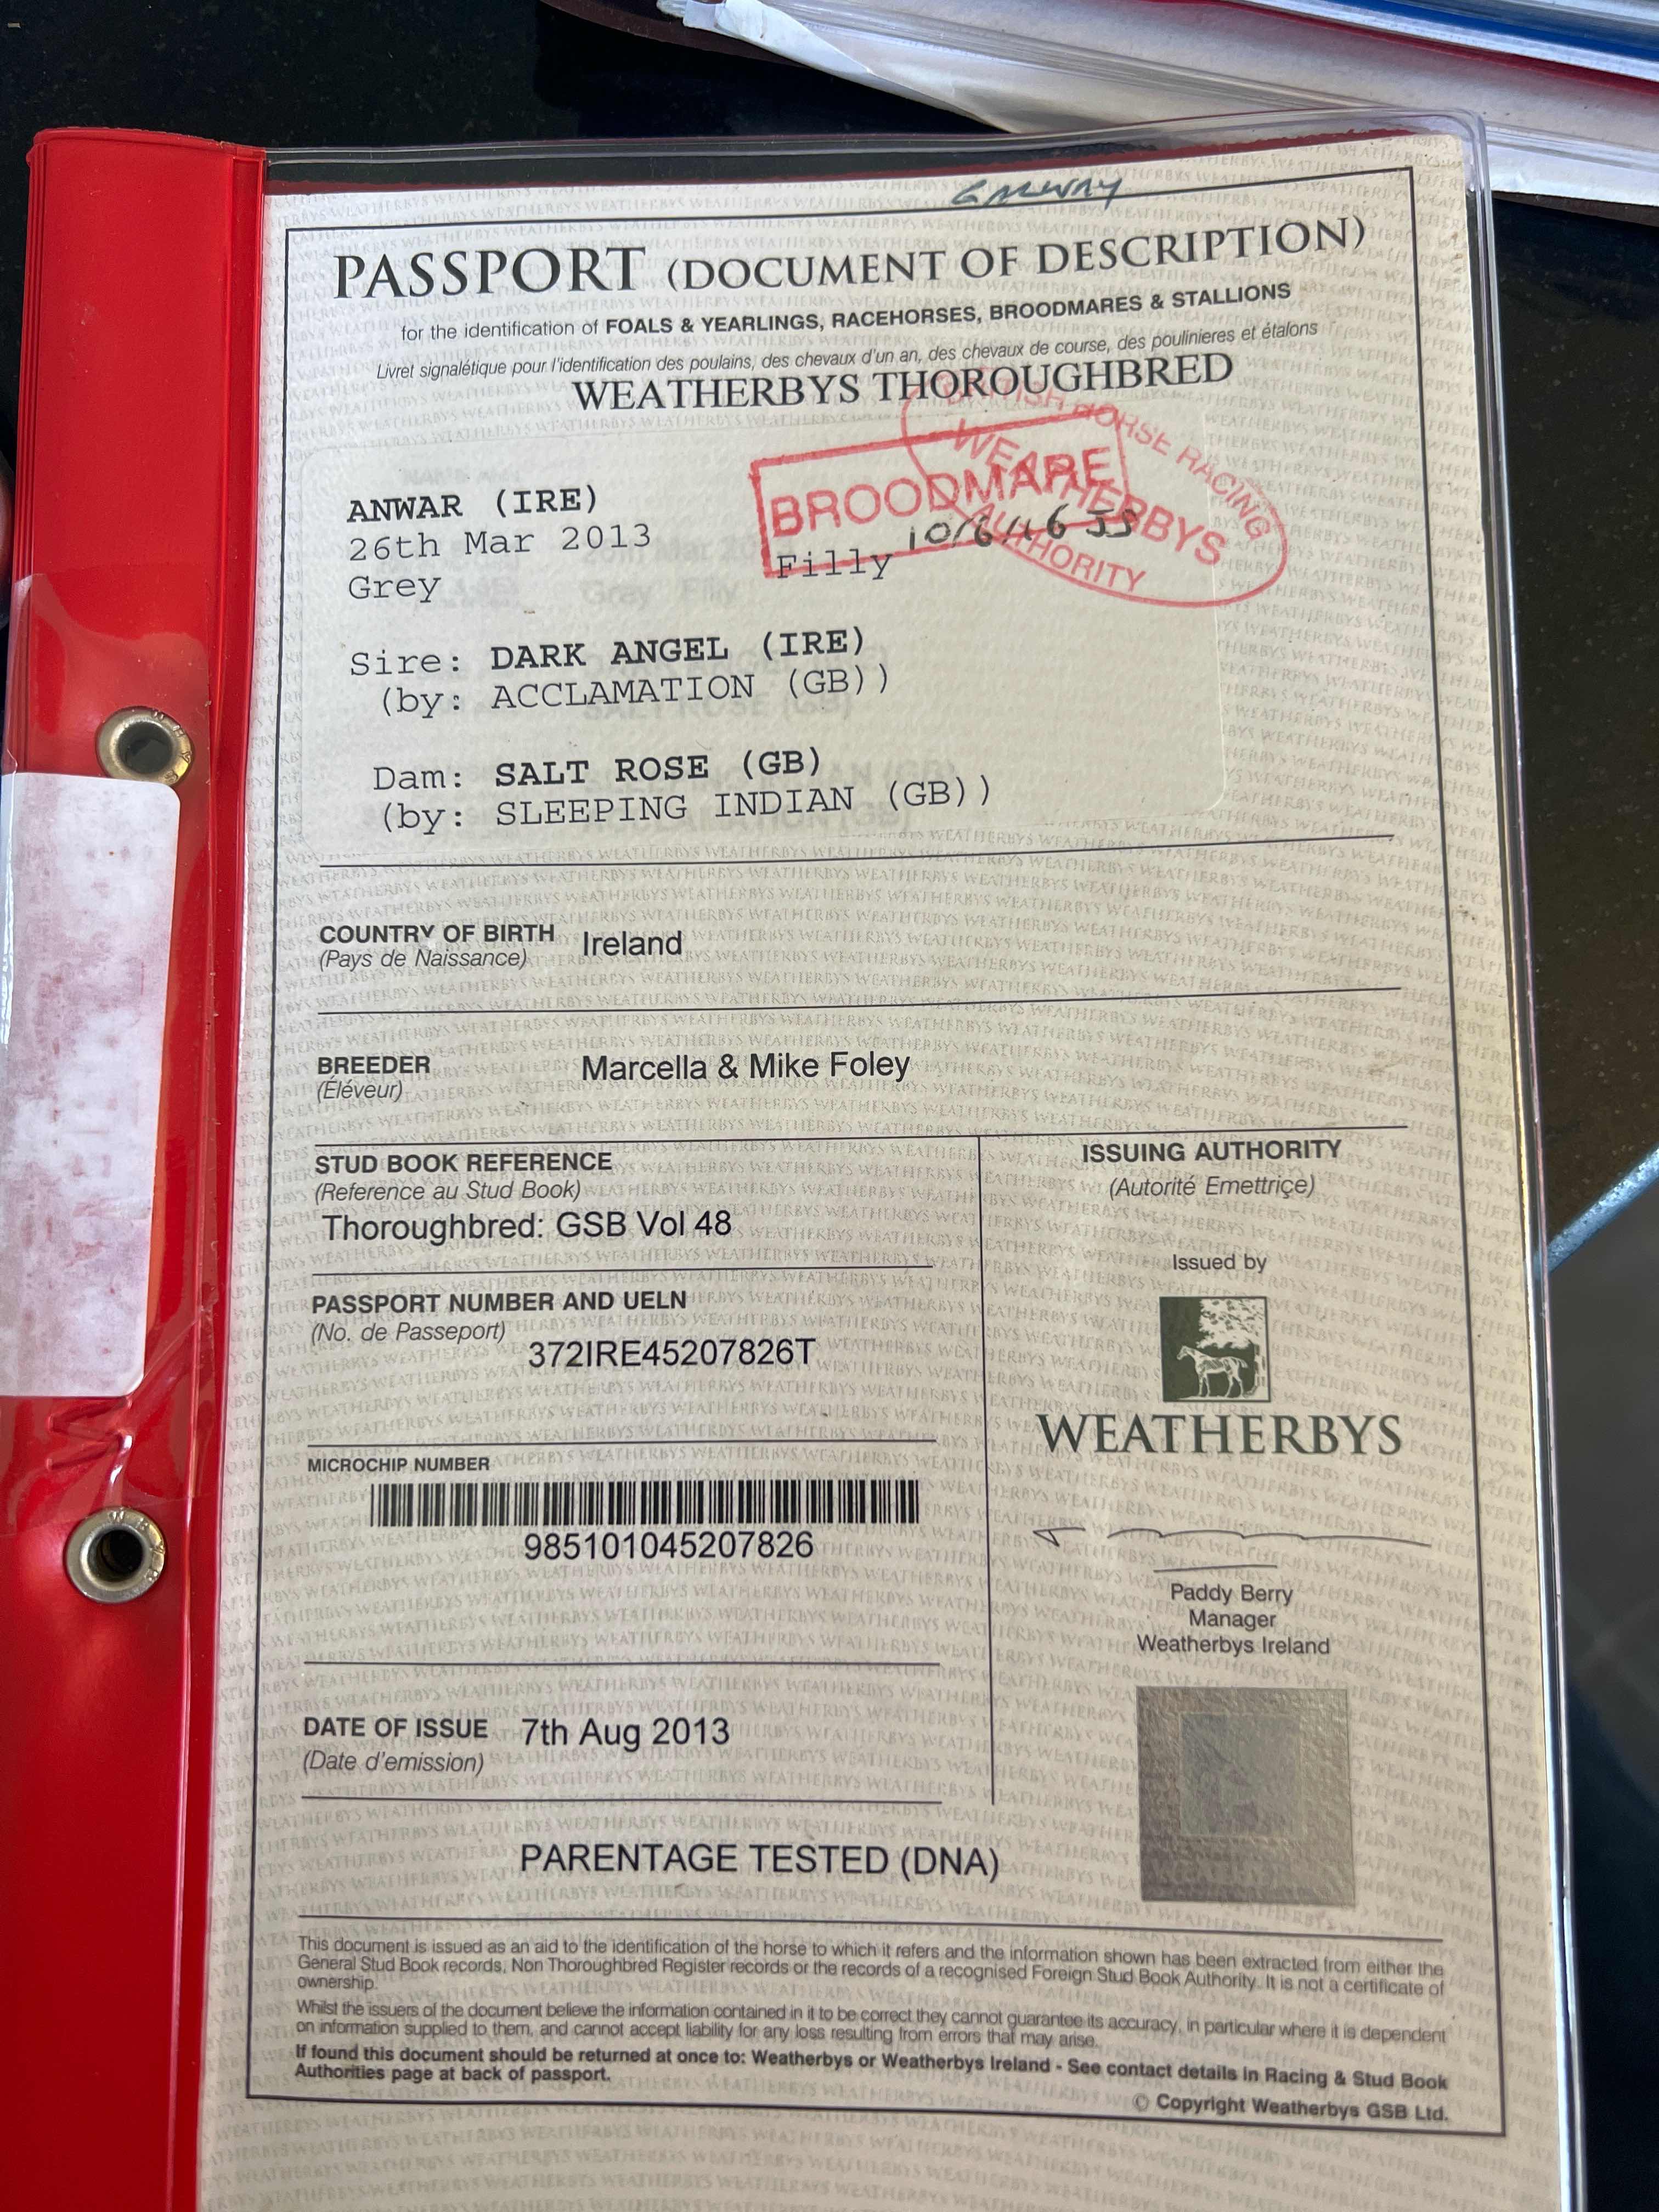 GALWAY
PASSPORT (DOCUMENT OF DESCRIPTION)
for the identification of FOALS & YEARLINGS, RACEHORSES, BROODMARES & STALLIONS
Livret signalétique pour l'identification des poulains, des chevaux d'un an, des chevaux de course, des poulinieres et étalons
WEATHERBYS THOROUGHBRED
BRITISH HORSE RACING
WEATHERBYS
AUTHORITY
BROODMARE
10/6/16 JS
ANWAR (IRE)
26th Mar 2013
Grey Filly
Sire: DARK ANGEL (IRE)
(by: ACCLAMATION (GB))
Dam: SALT ROSE (GB)
(by: SLEEPING INDIAN (GB))
COUNTRY OF BIRTH Ireland
(Pays de Naissance)
BREEDER Marcella & Mike Foley
(Éléveur)
STUD BOOK REFERENCE
(Reference au Stud Book)
Thoroughbred: GSB Vol 48
PASSPORT NUMBER AND UELN
(No. de Passeport)
372IRE45207826T
MICROCHIP NUMBER
985101045207826
DATE OF ISSUE 7th Aug 2013
(Date d'emission)
ISSUING AUTHORITY
(Autorité Emettriçe)
Issued by
WEATHERBYS
Paddy Berry
Manager
Weatherbys Ireland
PARENTAGE TESTED (DNA)
This document is issued as an aid to the identification of the horse to which it refers and the information shown has been extracted from either the
General Stud Book records, Non Thoroughbred Register records or the records of a recognised Foreign Stud Book Authority. It is not a certificate of
ownership.
Whilst the issuers of the document believe the information contained in it to be correct they cannot guarantee its accuracy, in particular where it is dependent
on information supplied to them, and cannot accept liability for any loss resulting from errors that may arise.
If found this document should be returned at once to: Weatherbys or Weatherbys Ireland - See contact details in Racing & Stud Book
Authorities page at back of passport.
© Copyright Weatherbys GSB Ltd.